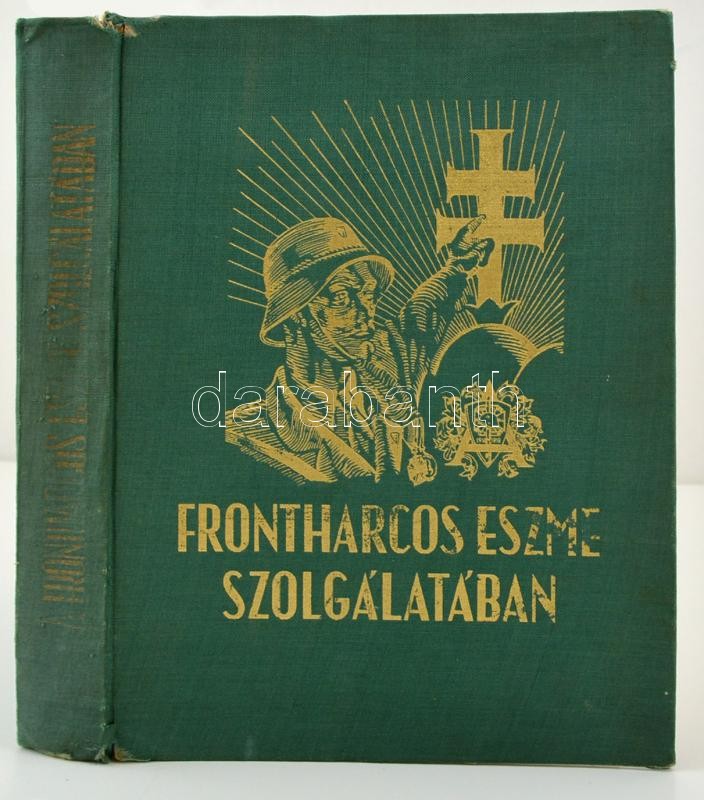 FRONTHARCOS ESZME
SZOLGÁLATÁBAN
A FRONTHARCOS ESZME SZOLGÁLATÁBAN
darabanth